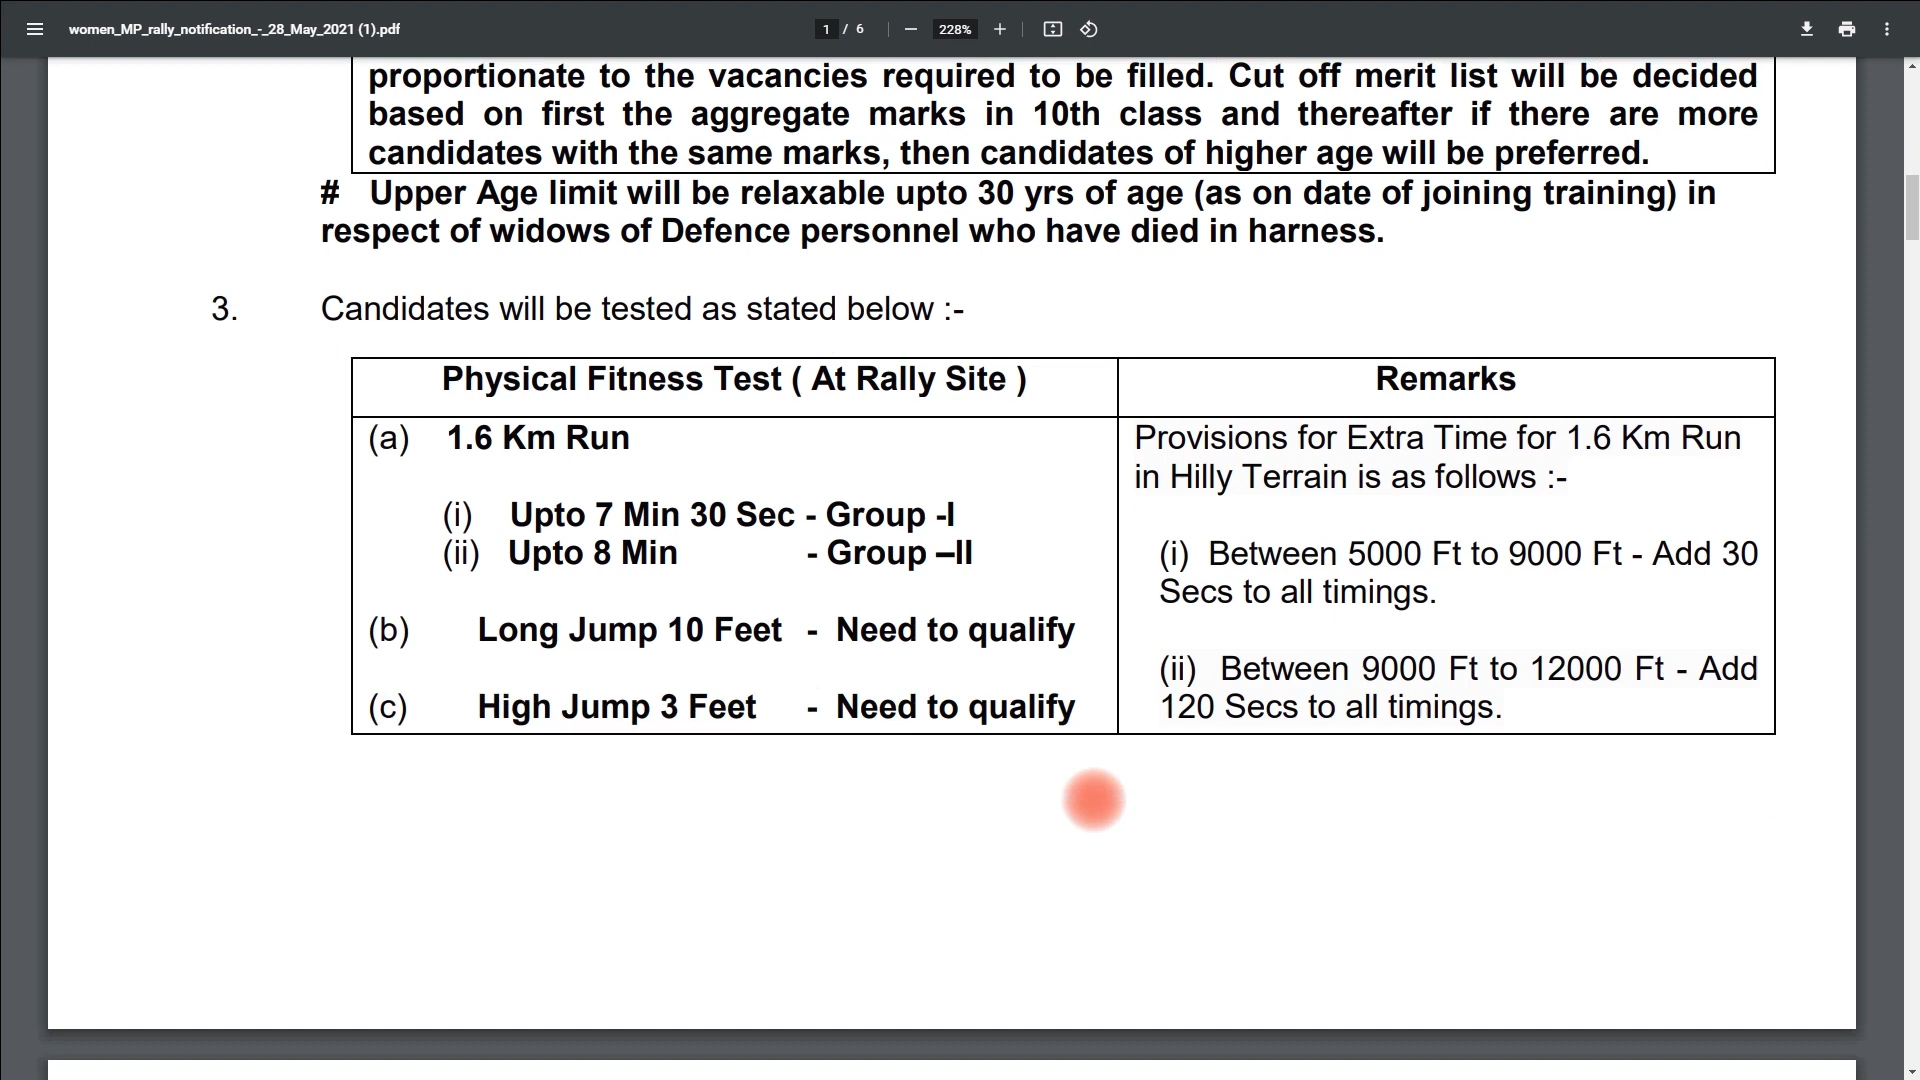 women_MP_rally_notification_-_28_May_2021 (1).pdf
1 / 6
228%
proportionate to the vacancies required to be filled. Cut off merit list will be decided
based on first the aggregate marks in 10th class and thereafter if there are more
candidates with the same marks, then candidates of higher age will be preferred.
# Upper Age limit will be relaxable upto 30 yrs of age (as on date of joining training) in
respect of widows of Defence personnel who have died in harness.
3. Candidates will be tested as stated below :-
Physical Fitness Test ( At Rally Site )
(a) 1.6 Km Run
(i) Upto 7 Min 30 Sec - Group -I
(ii) Upto 8 Min - Group –II
(b) Long Jump 10 Feet - Need to qualify
(c) High Jump 3 Feet - Need to qualify
Remarks
Provisions for Extra Time for 1.6 Km Run
in Hilly Terrain is as follows :-
(i) Between 5000 Ft to 9000 Ft - Add 30
Secs to all timings.
(ii) Between 9000 Ft to 12000 Ft - Add
120 Secs to all timings.